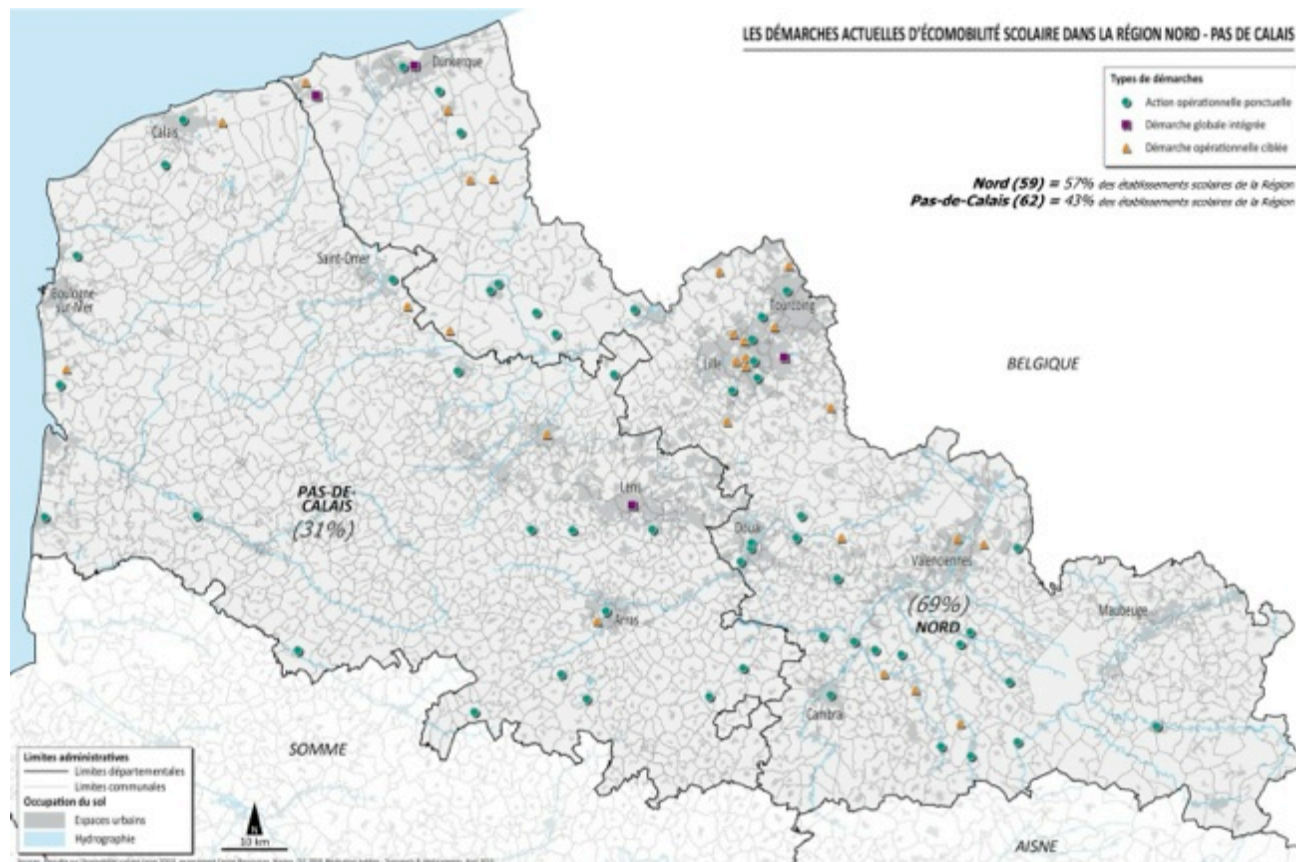 LES DÉMARCHES ACTUELLES D'ÉCOMOBILITÉ SCOLAIRE DANS LA RÉGION NORD - PAS DE CALAIS
Types de démarches
Action opérationnelle ponctuelle
Démarche globale intégrée
Démarche opérationnelle ciblée
Nord (59) = 57% des établissements scolaires de la Région
Pas-de-Calais (62) = 43% des établissements scolaires de la Région
Dunkerque
Calais
Saint-Omer
Boulogne-
sur-Mer
Tourcoing
Lille
BELGIQUE
PAS-DE-
CALAIS
(31%)
Lens
Douai
Valenciennes
(69%)
NORD
Maubeuge
Arras
Cambrai
SOMME
AISNE
Limites administratives
Limites départementales
Limites communales
Occupation du sol
Espaces urbains
Hydrographie
N
10 km